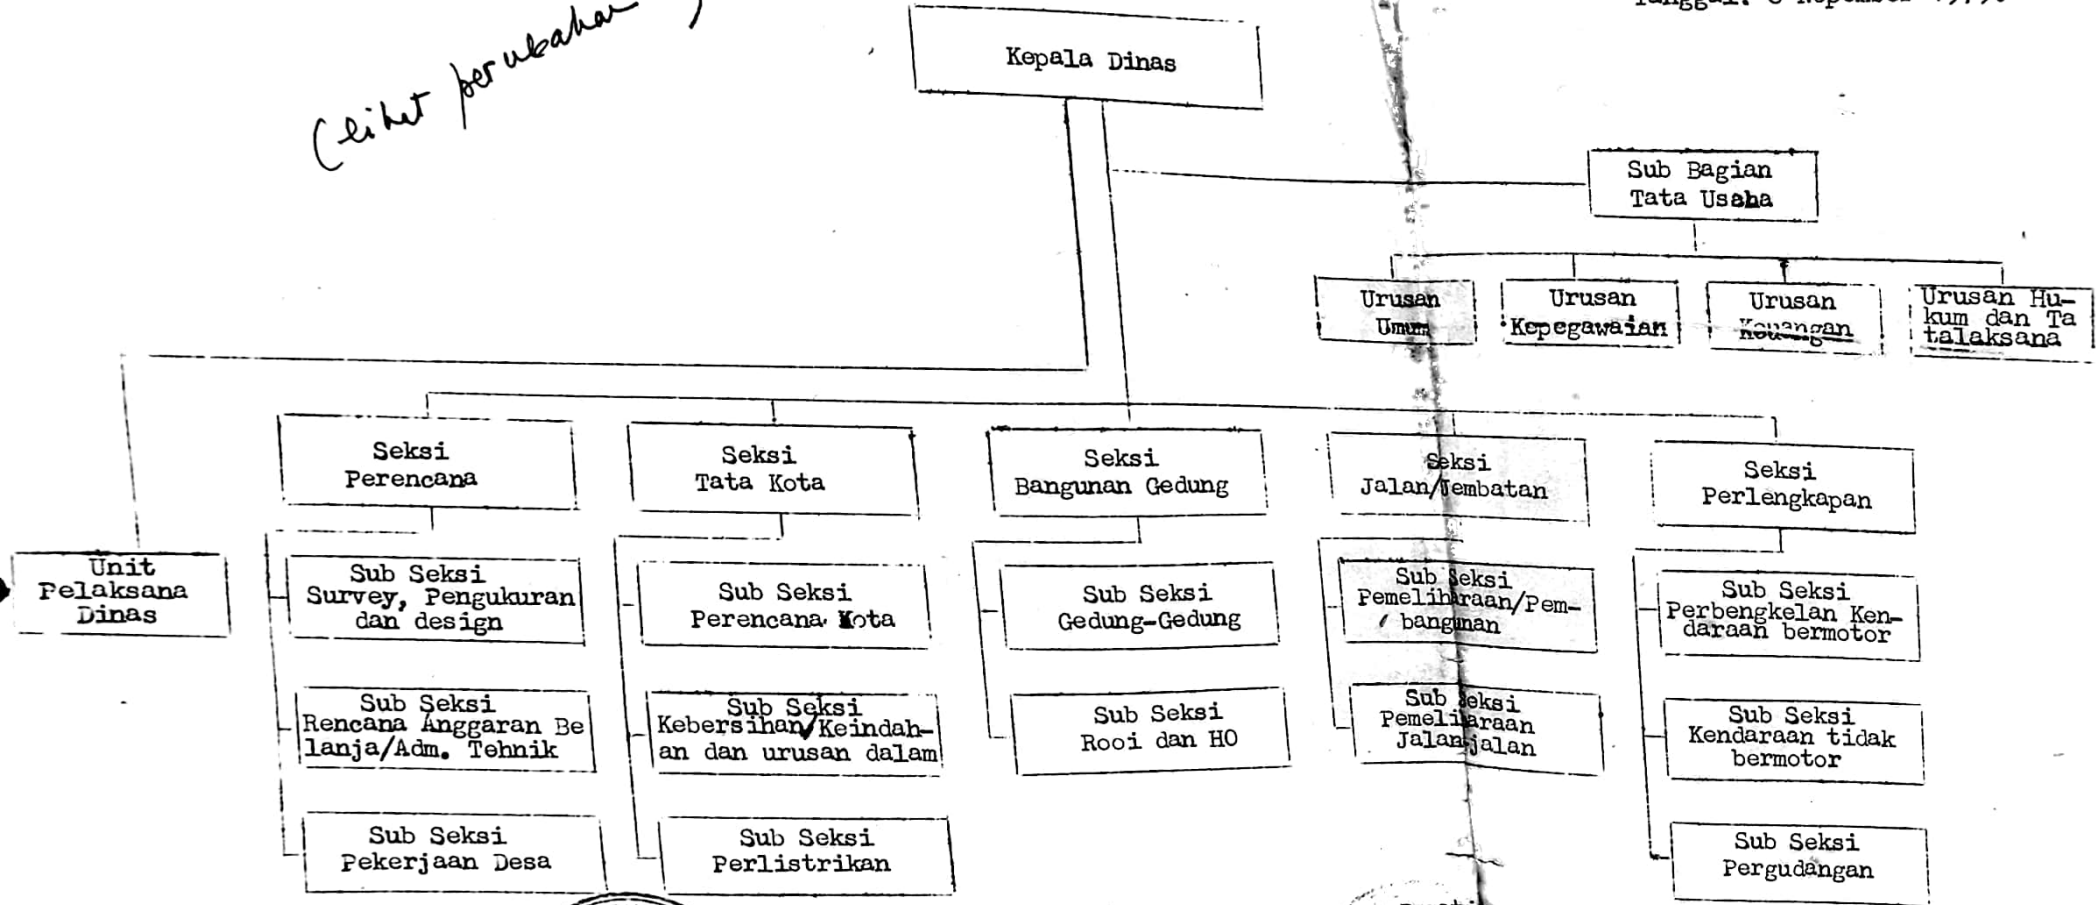 (lihat perubahan
Kepala Dinas
Sub Bagian
Tata Usaha
Urusan
Umum
Urusan
Kepegawaian
Urusan
Keuangan
Urusan Hu-
kum dan Ta
talaksana
Seksi
Perencana
Seksi
Tata Kota
Seksi
Bangunan Gedung
Seksi
Jalan/Jembatan
Seksi
Perlengkapan
Unit
Pelaksana
Dinas
Sub Seksi
Survey, Pengukuran
dan design
Sub Seksi
Perencana Kota
Sub Seksi
Gedung-Gedung
Sub Seksi
Pemeliharaan/Pem-
bangunan
Sub Seksi
Perbengkelan Ken-
daraan bermotor
Sub Seksi
Rencana Anggaran Be
lanja/Adm. Tehnik
Sub Seksi
Kebersihan/Keindah-
an dan urusan dalam
Sub Seksi
Rooi dan HO
Sub Seksi
Pemeliharaan
Jalan-jalan
Sub Seksi
Kendaraan tidak
bermotor
Sub Seksi
Pekerjaan Desa
Sub Seksi
Perlistrikan
Sub Seksi
Pergudangan